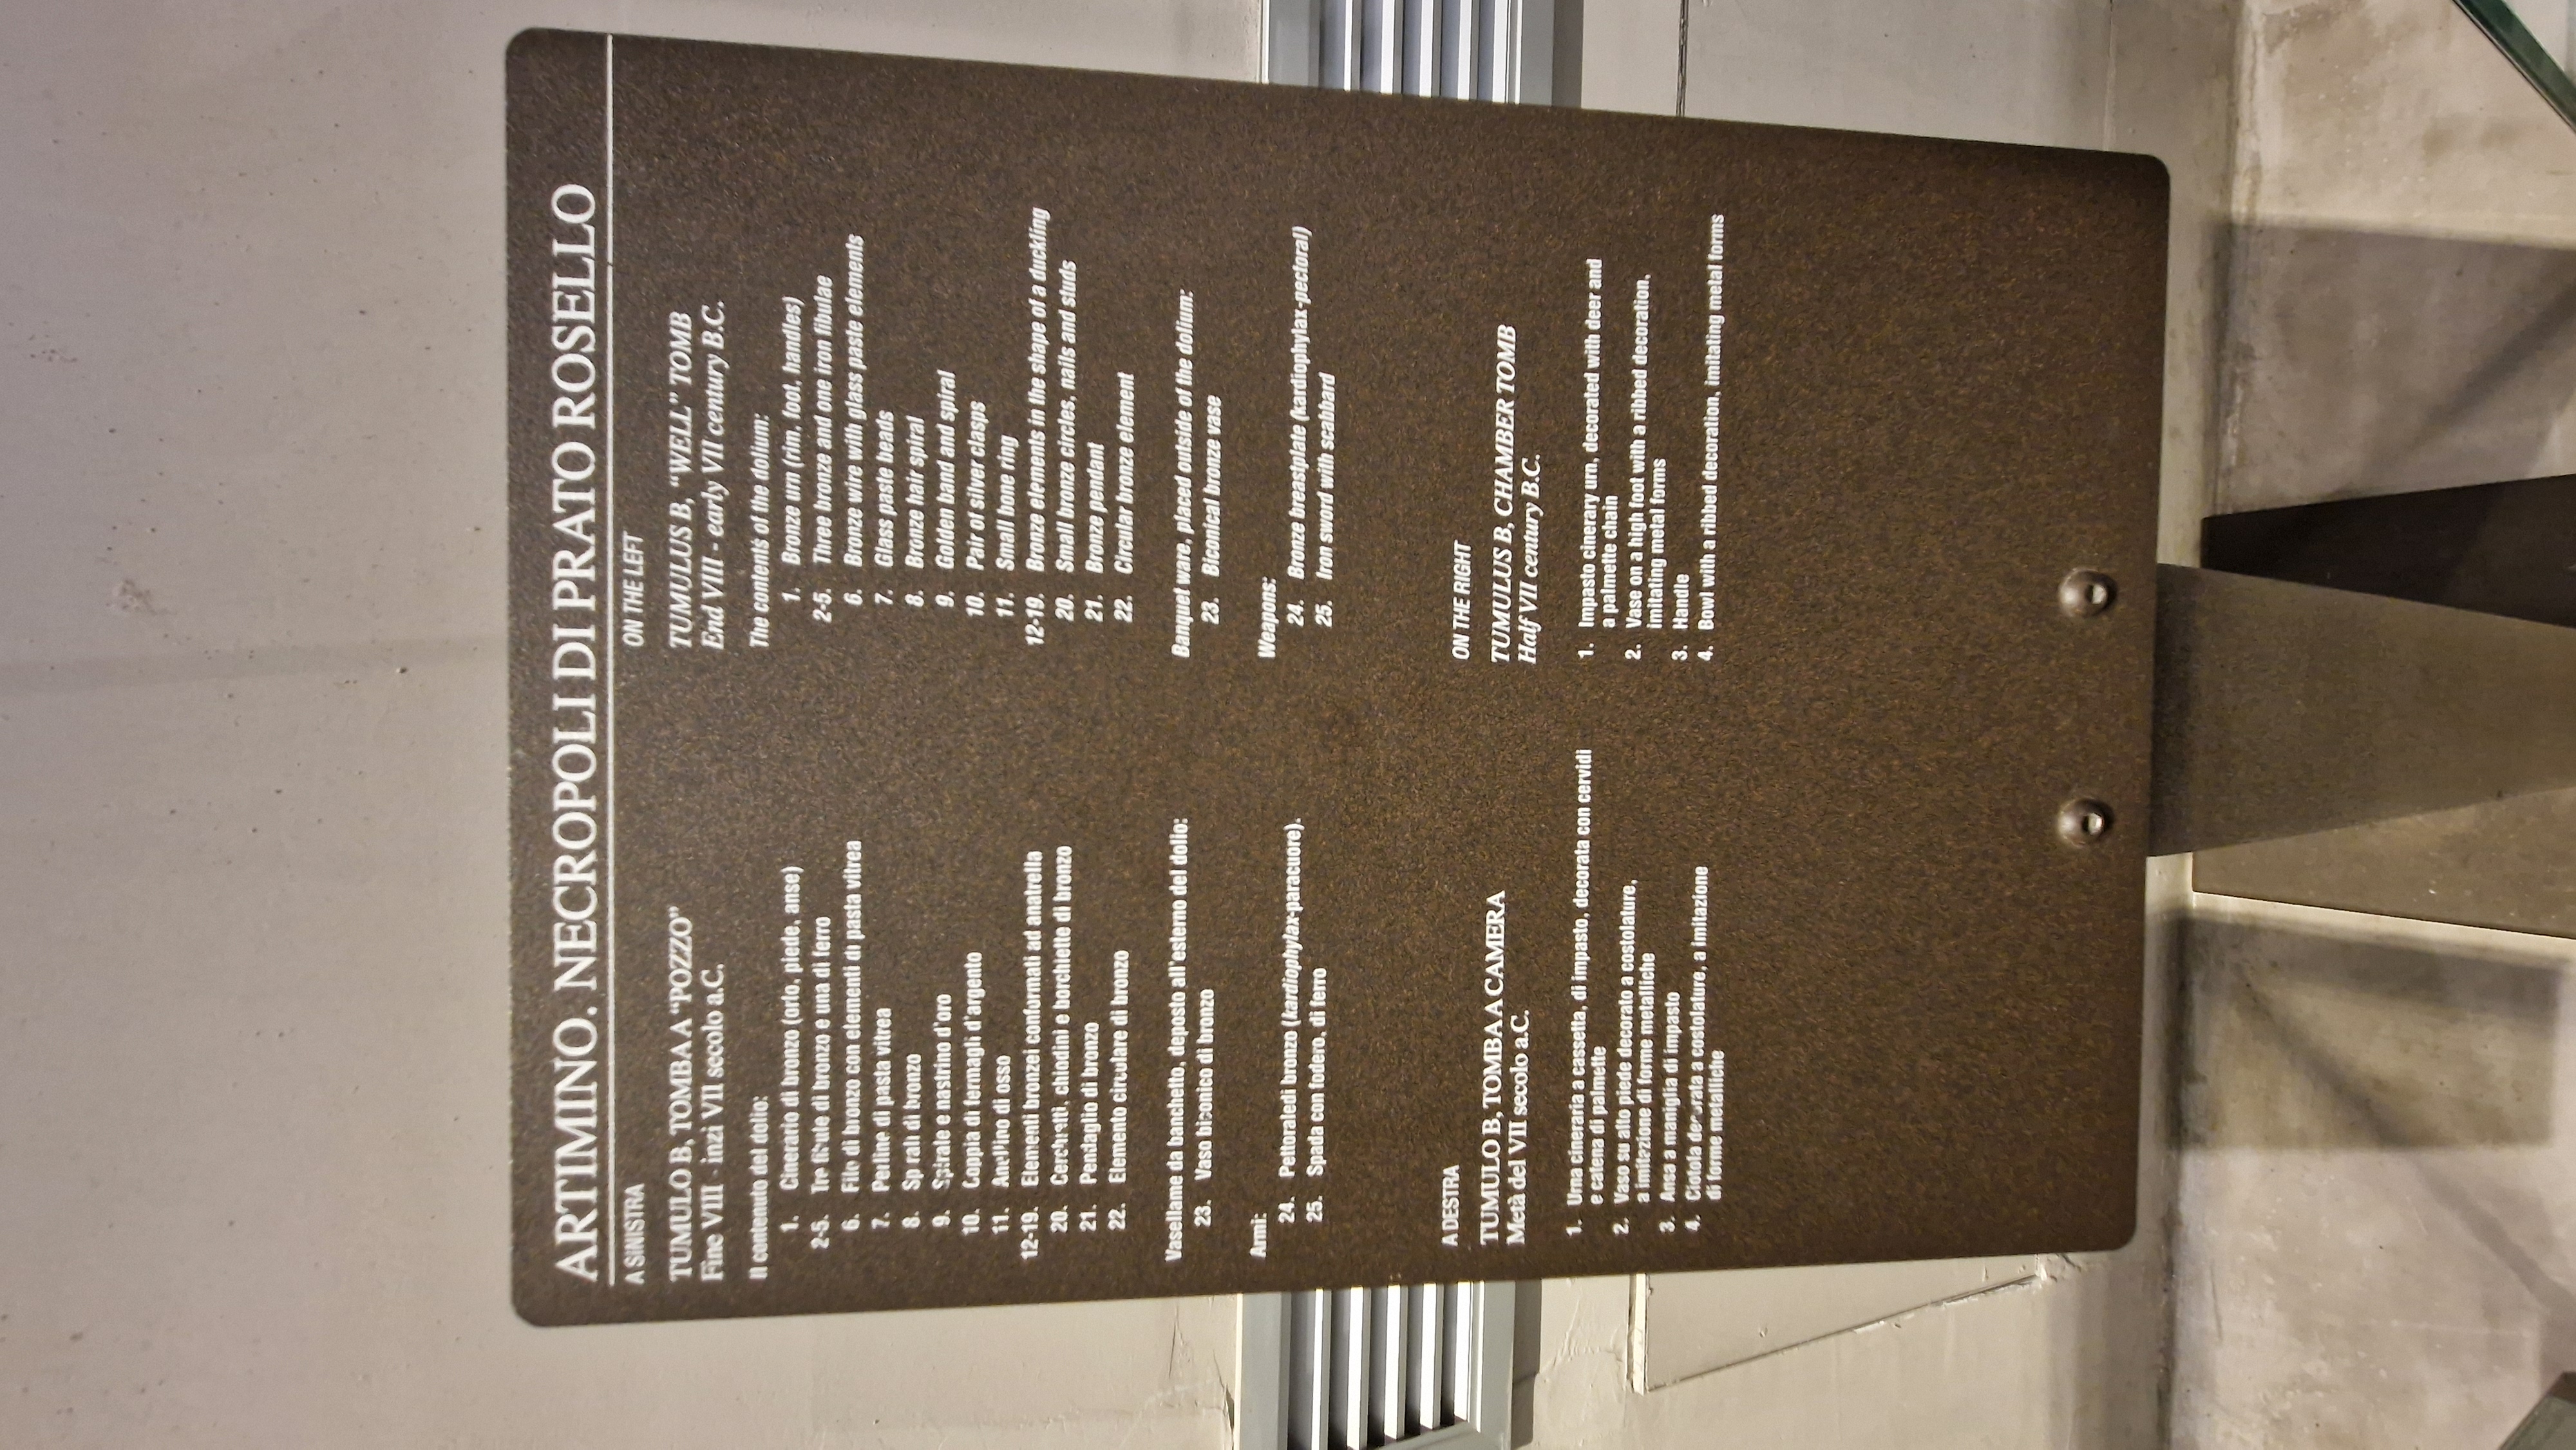 ARTIMINO. NECROPOLI DI PRATO ROSELLO
A SINISTRA
TUMULO B, TOMBA A "POZZO"
Fine VIII - inzi VII secolo a.C.
Il contenuto del dolio:
1. Cinerario di bronzo (orlo, piede, anse)
2-5. Tre fibule di bronzo e una di ferro
6. Filo di bronzo con elementi di pasta vitrea
7. Perline di pasta vitrea
8. Spirali di bronzo
9. Spirale e nastrino d'oro
10. Coppia di fermagli d'argento
11. Anellino di osso
12-19. Elementi bronzei conformati ad anatrella
20. Cerchietti, chiodini e borchiette di bronzo
21. Pendaglio di bronzo
22. Elemento circolare di bronzo
Vasellame da banchetto, deposto all'esterno del dolio:
23. Vaso biconico di bronzo
Armi:
24. Pettorale di bronzo (kardiophylax-paracuore).
25. Spada con fodero, di ferro
A DESTRA
TUMULO B, TOMBA A CAMERA
Metà del VII secolo a.C.
1. Urna cineraria a cassetta, di impasto, decorata con cervidi
e catena di palmette
2. Vaso su alto piede decorato a costolature,
a imitazione di forme metalliche
3. Ansa a maniglia di impasto
4. Ciotola decorata a costolature, a imitazione
di forme metalliche
ON THE LEFT
TUMULUS B, "WELL" TOMB
End VIII - early VII century B.C.
The contents of the dolium:
1. Bronze urn (rim, foot, handles)
2-5. Three bronze and one iron fibulae
6. Bronze wire with glass paste elements
7. Glass paste beads
8. Bronze hair spiral
9. Golden band and spiral
10. Pair of silver clasps
11. Small bone ring
12-19. Bronze elements in the shape of a duckling
20. Small bronze circles, nails and studs
21. Bronze pendant
22. Circular bronze element
Banquet ware, placed outside of the dolium:
23. Biconical bronze vase
Weapons:
24. Bronze breastplate (kardiophylax-pectoral)
25. Iron sword with scabbard
ON THE RIGHT
TUMULUS B, CHAMBER TOMB
Half VII century B.C.
1. Impasto cinerary urn, decorated with deer and
a palmette chain
2. Vase on a high foot with a ribbed decoration,
imitating metal forms
3. Handle
4. Bowl with a ribbed decoration, imitating metal forms